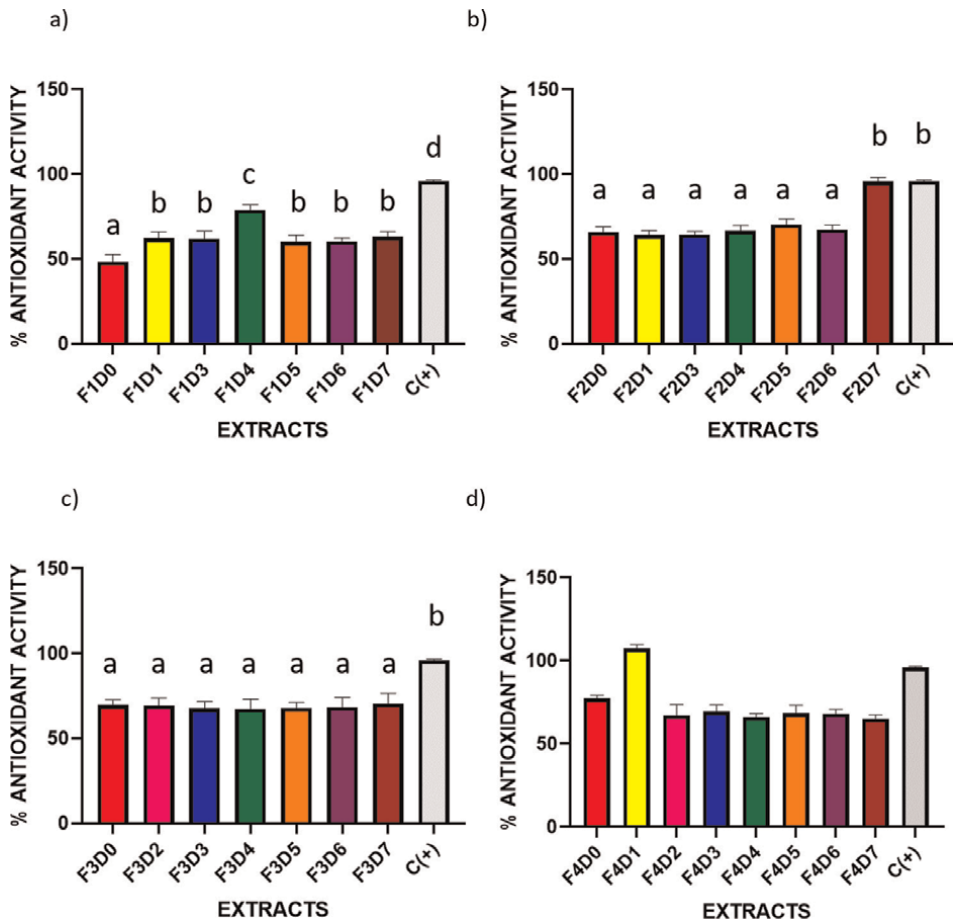 a)
% ANTIOXIDANT ACTIVITY
150
100
50
0
a
b
b
c
b
b
b
d
F1D0
F1D1
F1D3
F1D4
F1D5
F1D6
F1D7
C(+)
EXTRACTS
b)
% ANTIOXIDANT ACTIVITY
150
100
50
0
a
a
a
a
a
a
b
b
F2D0
F2D1
F2D3
F2D4
F2D5
F2D6
F2D7
C(+)
EXTRACTS
c)
% ANTIOXIDANT ACTIVITY
150
100
50
0
a
a
a
a
a
a
a
b
F3D0
F3D2
F3D3
F3D4
F3D5
F3D6
F3D7
C(+)
EXTRACTS
d)
% ANTIOXIDANT ACTIVITY
150
100
50
0
F4D0
F4D1
F4D2
F4D3
F4D4
F4D5
F4D6
F4D7
C(+)
EXTRACTS